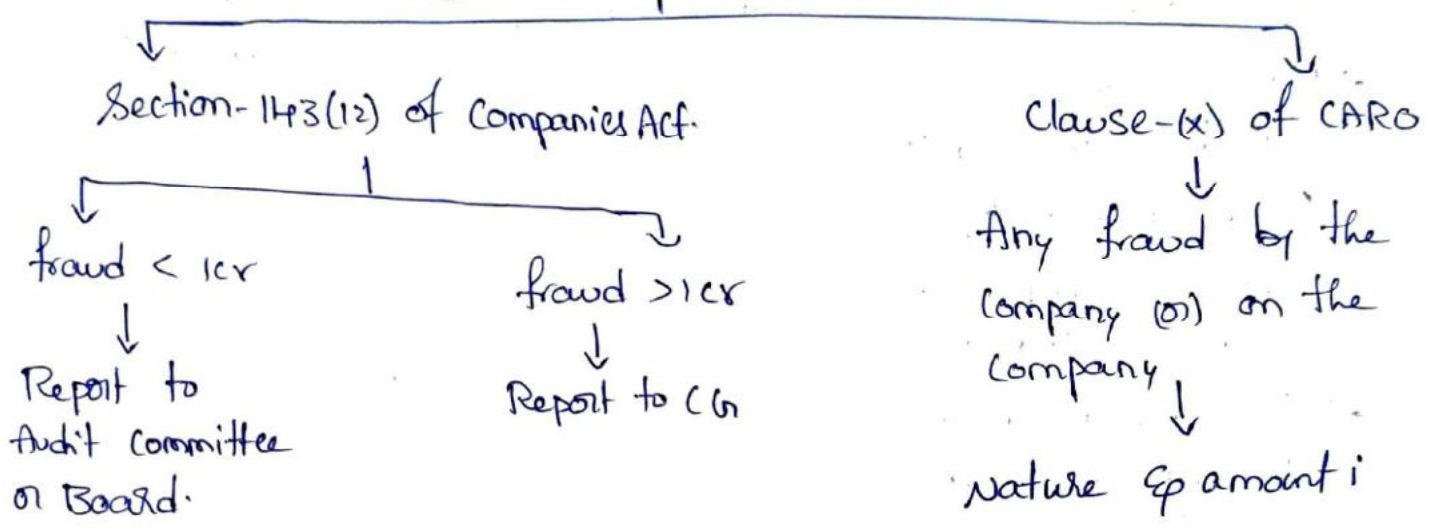 Section-143(12) of Companies Act.
Clause-(x) of CARO
fraud < 1cr
fraud >1cr
Any fraud by the
Company (or) on the
Company
Report to
Audit Committee
or Board.
Report to CG
Nature & amount i